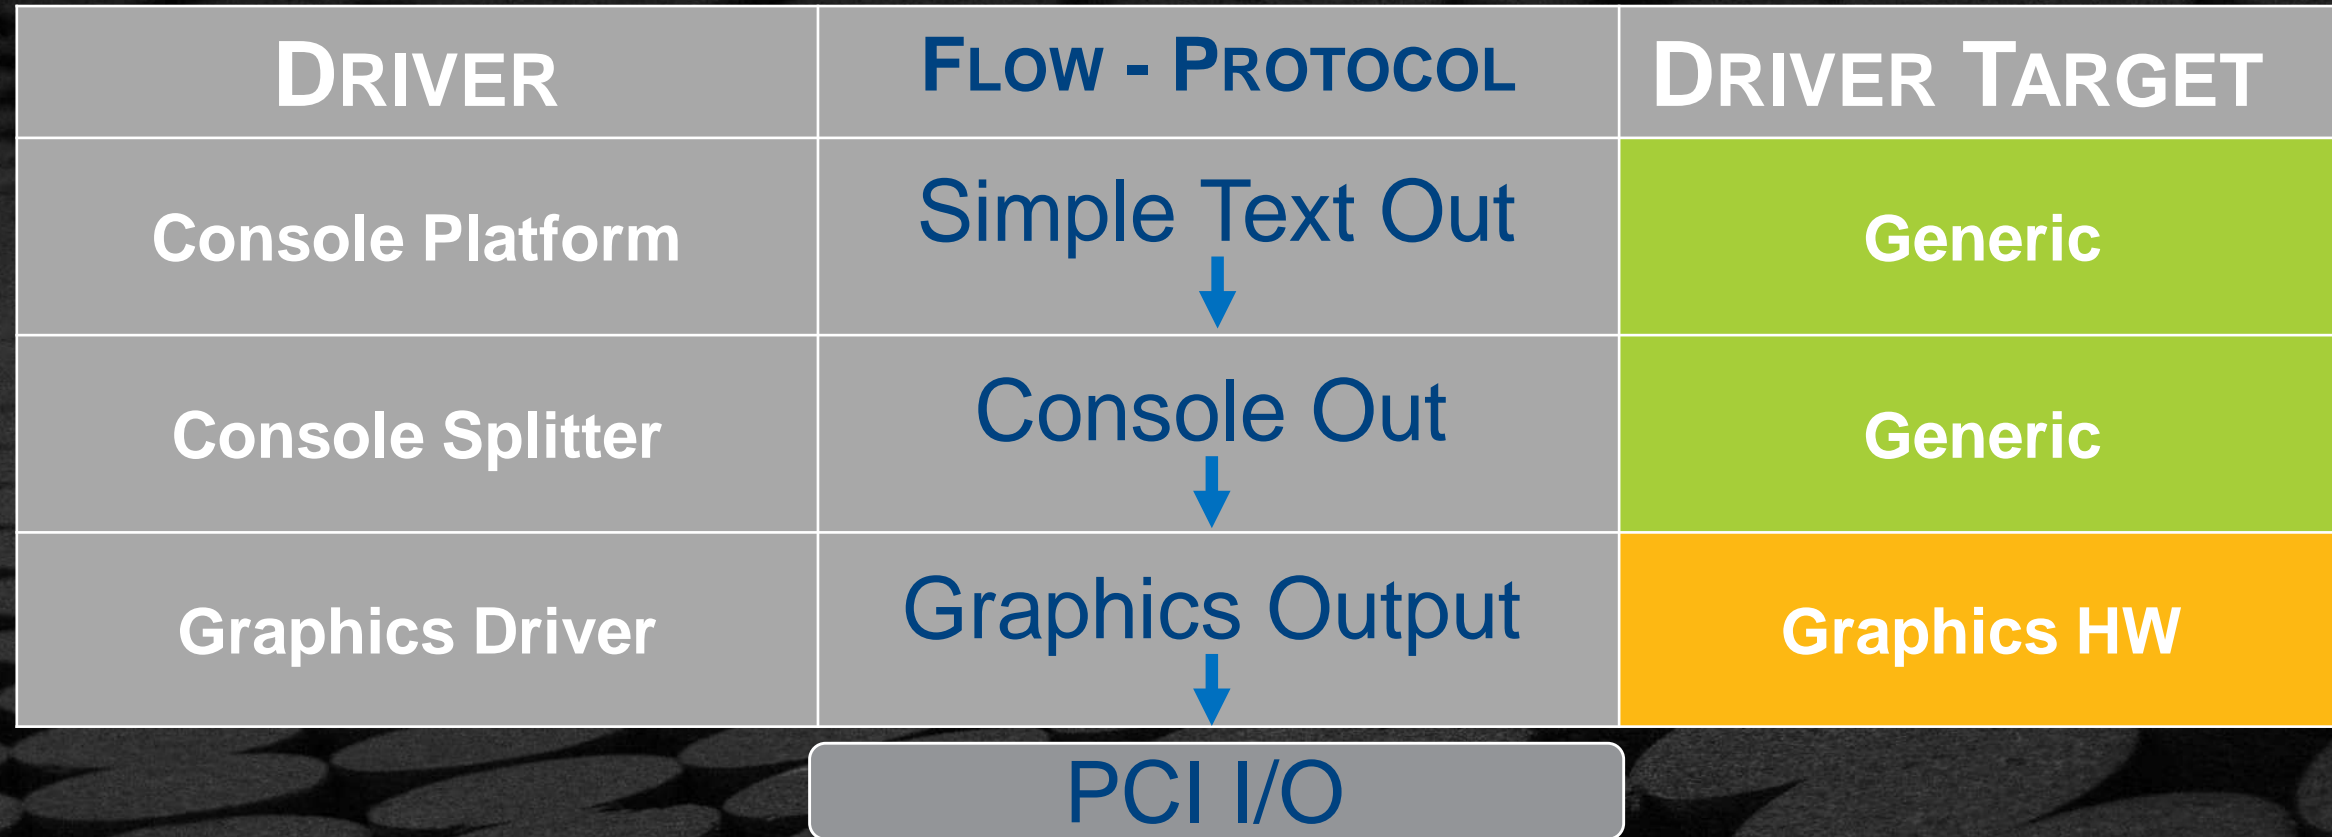 DRIVER
FLOW - PROTOCOL
DRIVER TARGET
Console Platform
Simple Text Out
Generic
Console Splitter
Console Out
Generic
Graphics Driver
Graphics Output
Graphics HW
PCI I/O